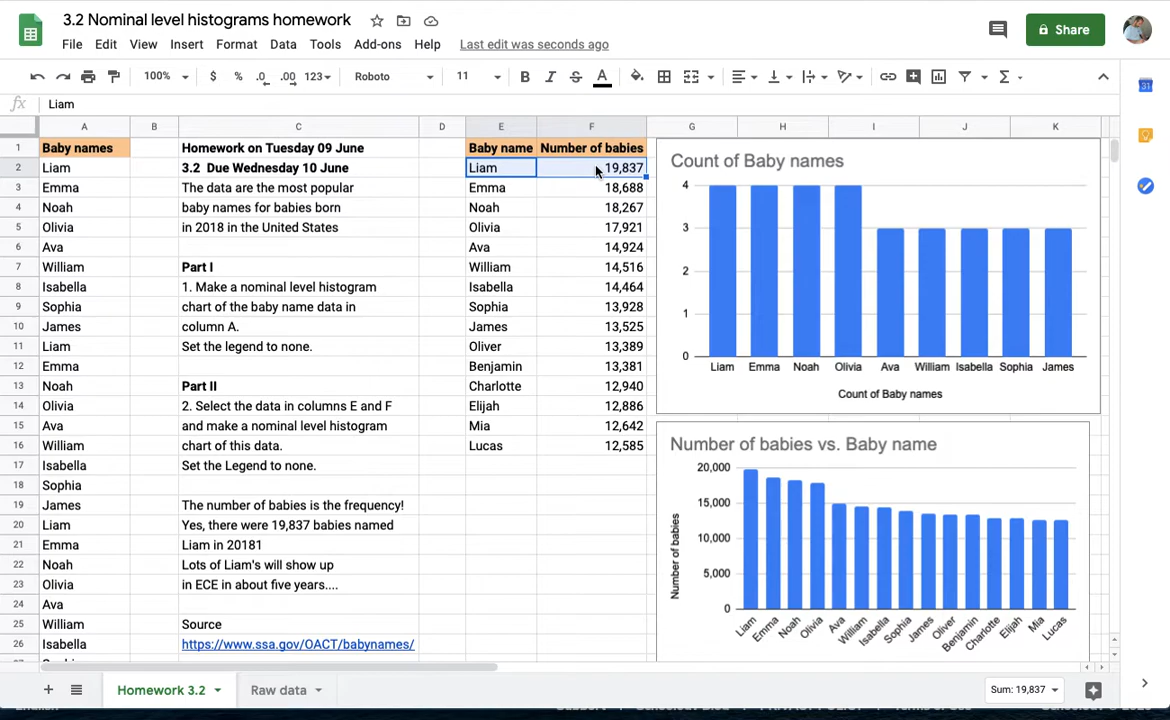 3.2 Nominal level histograms homework
File Edit View Insert Format Data Tools Add-ons Help Last edit was seconds ago
Share
100% $ % .0 .00 123 Roboto 11 B I S A
fx Liam
A B C D E F G H I J K
1 Baby names Homework on Tuesday 09 June Baby name Number of babies
2 Liam 3.2 Due Wednesday 10 June Liam 19,837
3 Emma The data are the most popular Emma 18,688
4 Noah baby names for babies born Noah 18,267
5 Olivia in 2018 in the United States Olivia 17,921
6 Ava Ava 14,924
7 William Part I William 14,516
8 Isabella 1. Make a nominal level histogram Isabella 14,464
9 Sophia chart of the baby name data in Sophia 13,928
10 James column A. James 13,525
11 Liam Set the legend to none. Oliver 13,389
12 Emma Benjamin 13,381
13 Noah Part II Charlotte 12,940
14 Olivia 2. Select the data in columns E and F Elijah 12,886
15 Ava and make a nominal level histogram Mia 12,642
16 William chart of this data. Lucas 12,585
17 Isabella Set the Legend to none.
18 Sophia
19 James The number of babies is the frequency!
20 Liam Yes, there were 19,837 babies named
21 Emma Liam in 20181
22 Noah Lots of Liam's will show up
23 Olivia in ECE in about five years....
24 Ava
25 William Source
26 Isabella https://www.ssa.gov/OACT/babynames/
Count of Baby names
4
3
2
1
0
Liam Emma Noah Olivia Ava William Isabella Sophia James
Count of Baby names
Number of babies vs. Baby name
Number of babies
20,000
15,000
10,000
5,000
0
Liam Emma Noah Olivia Ava William Isabella Sophia James Oliver Benjamin Charlotte Elijah Mia Lucas
31
Homework 3.2 Raw data Sum: 19,837